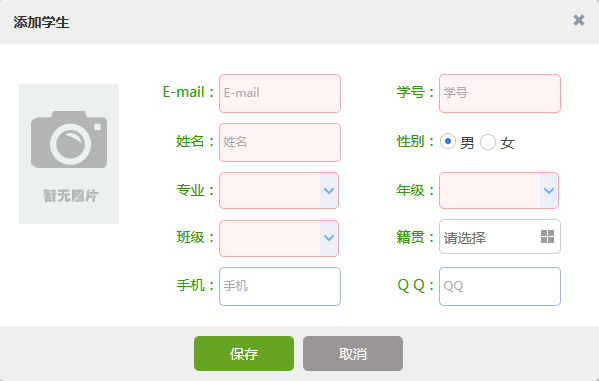 添加学生
E-mail： E-mail 学号： 学号
姓名： 姓名 性别： 男 女
暂无照片
专业： 年级：
班级： 籍贯： 请选择
手机： 手机 Q Q： QQ
保存 取消